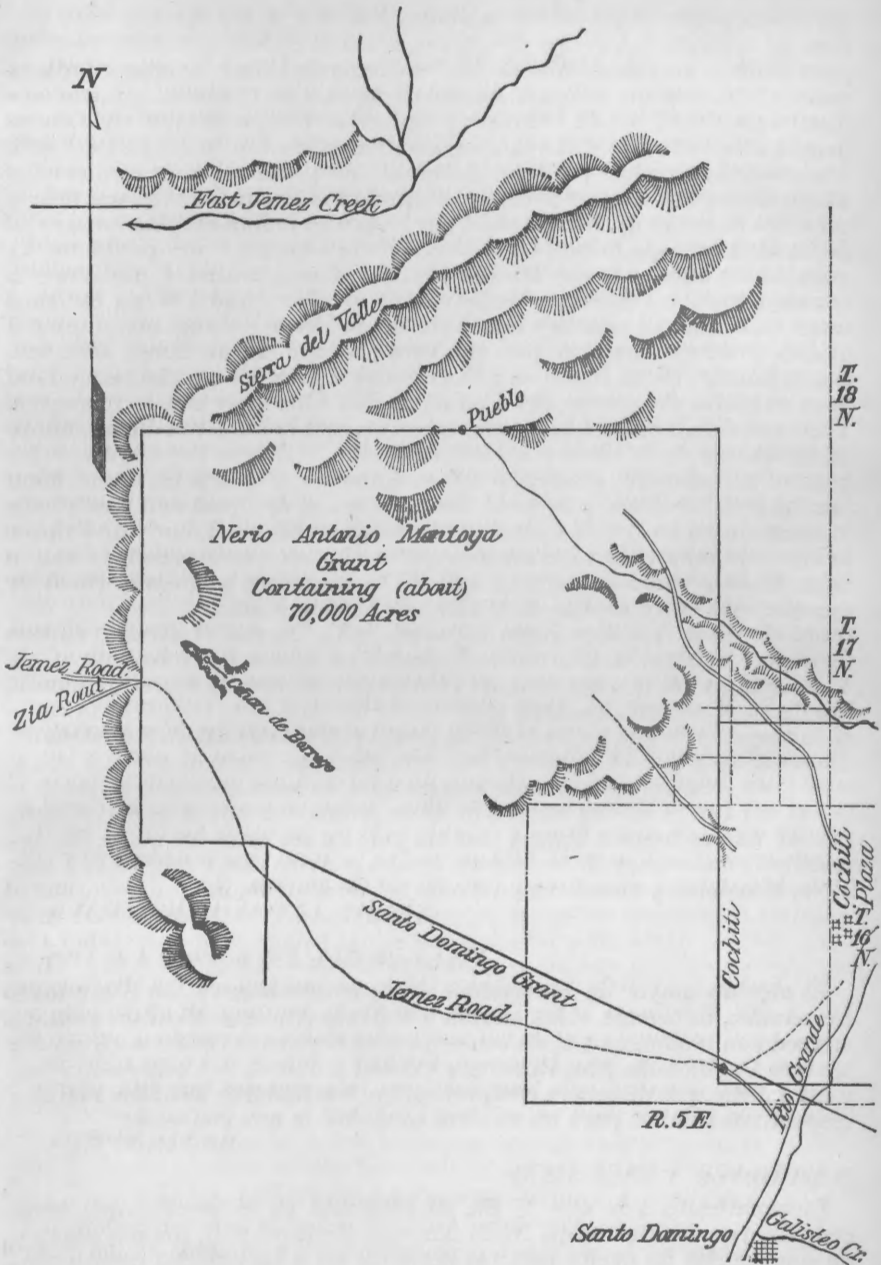 N
East Jemez Creek
Sierra del Valle
Pueblo
T.
18
N.
Nerio Antonio Montoya
Grant
Containing (about)
70,000 Acres
Jemez Road
Zia Road
Ojito de Borrego
T.
17
N.
Santo Domingo Grant
Jemez Road
Cochiti
Cochiti
Plaza
T.
16
N.
Rio Grande
R. 5 E.
Santo Domingo
Galisteo Cr.